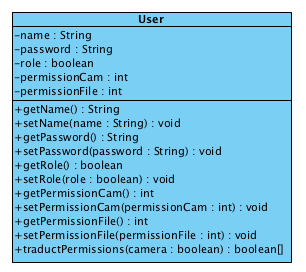 User
-name : String
-password : String
-role : boolean
-permissionCam : int
-permissionFile : int
+getName() : String
+setName(name : String) : void
+getPassword() : String
+setPassword(password : String) : void
+getRole() : boolean
+setRole(role : boolean) : void
+getPermissionCam() : int
+setPermissionCam(permissionCam : int) : void
+getPermissionFile() : int
+setPermissionFile(permissionFile : int) : void
+traductPermissions(camera : boolean) : boolean[]